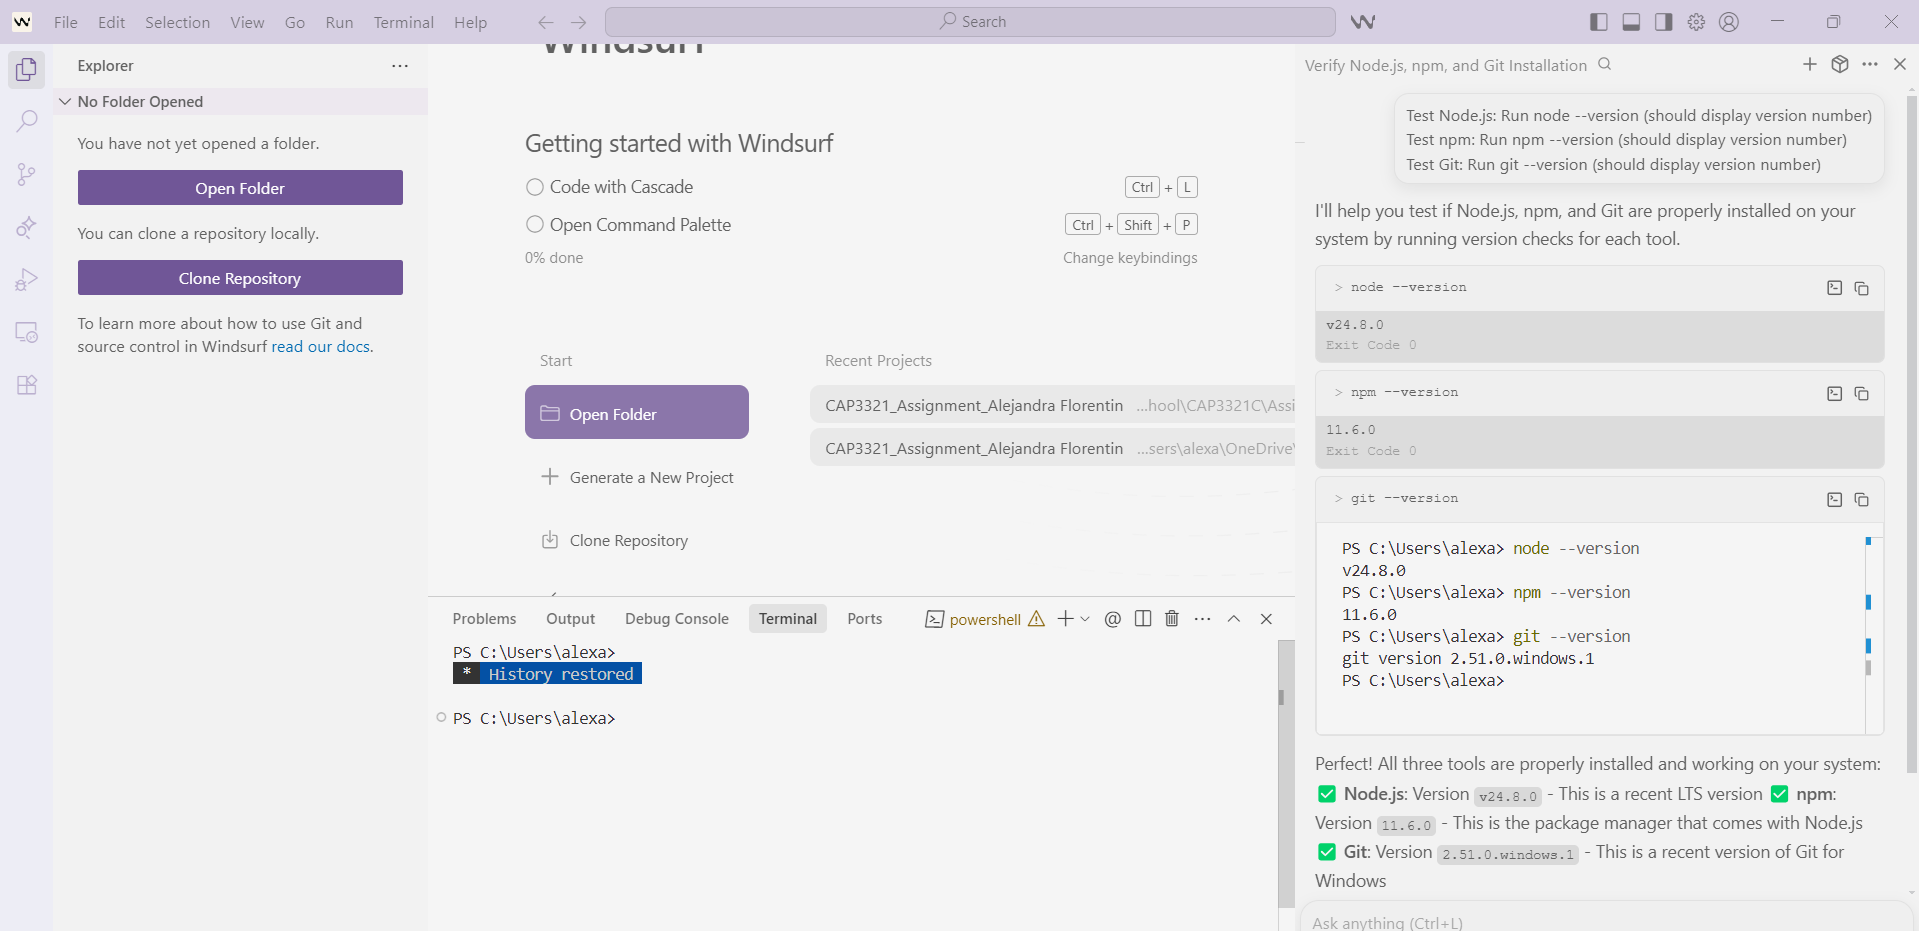 File Edit Selection View Go Run Terminal Help
Search
Explorer
No Folder Opened
You have not yet opened a folder.
Open Folder
You can clone a repository locally.
Clone Repository
To learn more about how to use Git and
source control in Windsurf read our docs.
Windsurf
Getting started with Windsurf
Code with Cascade
Ctrl + L
Open Command Palette
Ctrl + Shift + P
0% done
Change keybindings
Start
Open Folder
Generate a New Project
Clone Repository
Recent Projects
CAP3321_Assignment_Alejandra Florentin ...hool\CAP3321C\Assi
CAP3321_Assignment_Alejandra Florentin ...sers\alexa\OneDrive\
Problems Output Debug Console Terminal Ports
powershell
PS C:\Users\alexa>
* History restored
PS C:\Users\alexa>
Verify Node.js, npm, and Git Installation
Test Node.js: Run node --version (should display version number)
Test npm: Run npm --version (should display version number)
Test Git: Run git --version (should display version number)
I'll help you test if Node.js, npm, and Git are properly installed on your
system by running version checks for each tool.
> node --version
v24.8.0
Exit Code 0
> npm --version
11.6.0
Exit Code 0
> git --version
PS C:\Users\alexa> node --version
v24.8.0
PS C:\Users\alexa> npm --version
11.6.0
PS C:\Users\alexa> git --version
git version 2.51.0.windows.1
PS C:\Users\alexa>
Perfect! All three tools are properly installed and working on your system:
✅ Node.js: Version v24.8.0 - This is a recent LTS version ✅ npm:
Version 11.6.0 - This is the package manager that comes with Node.js
✅ Git: Version 2.51.0.windows.1 - This is a recent version of Git for
Windows
Ask anything (Ctrl+L)